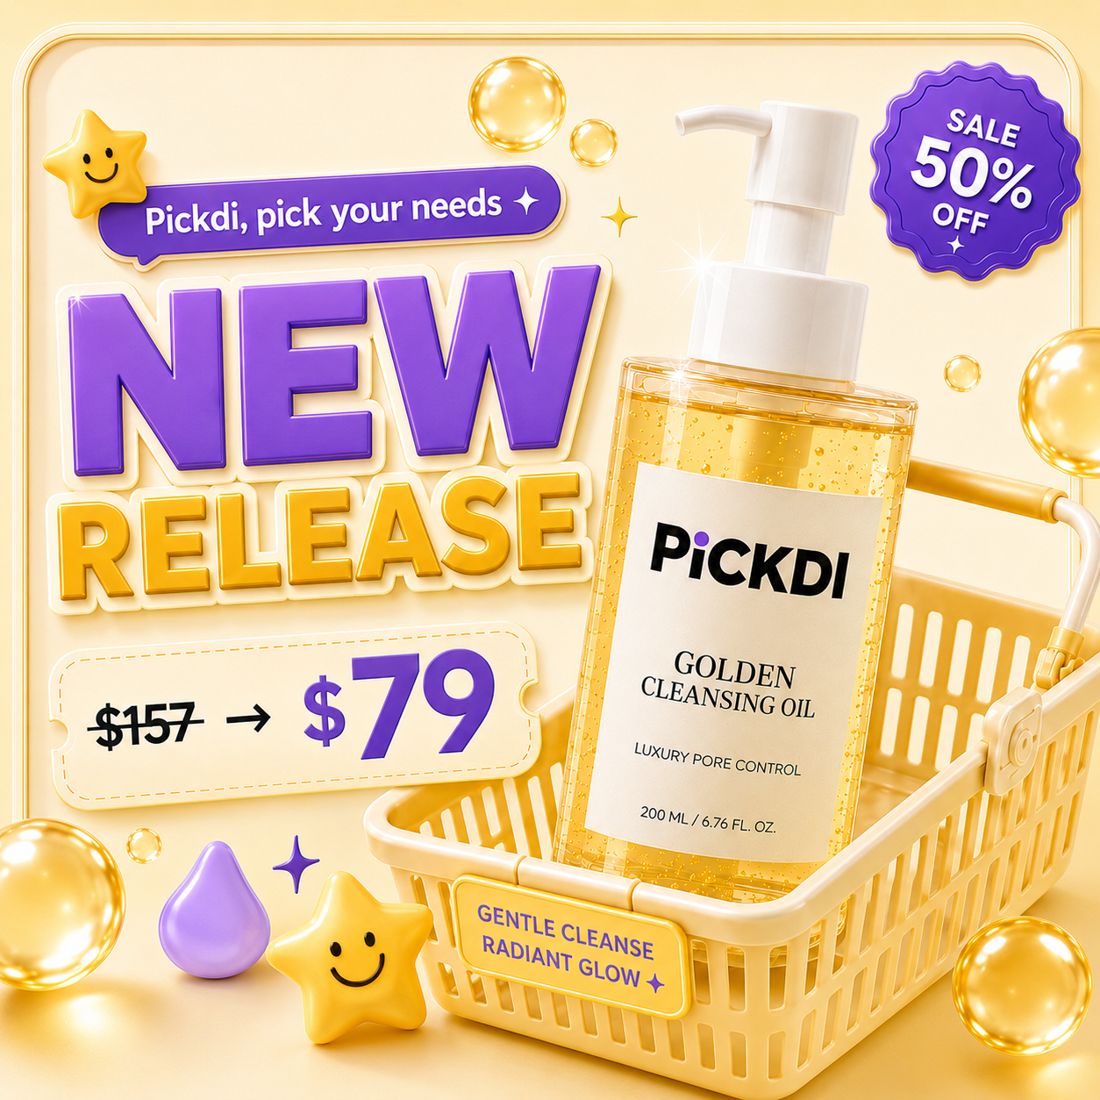 Pickdi, pick your needs
SALE
50%
OFF
NEW
RELEASE
$157 → $79
PiCKDI
GOLDEN
CLEANSING OIL
LUXURY PORE CONTROL
200 ML / 6.76 FL. OZ.
GENTLE CLEANSE
RADIANT GLOW